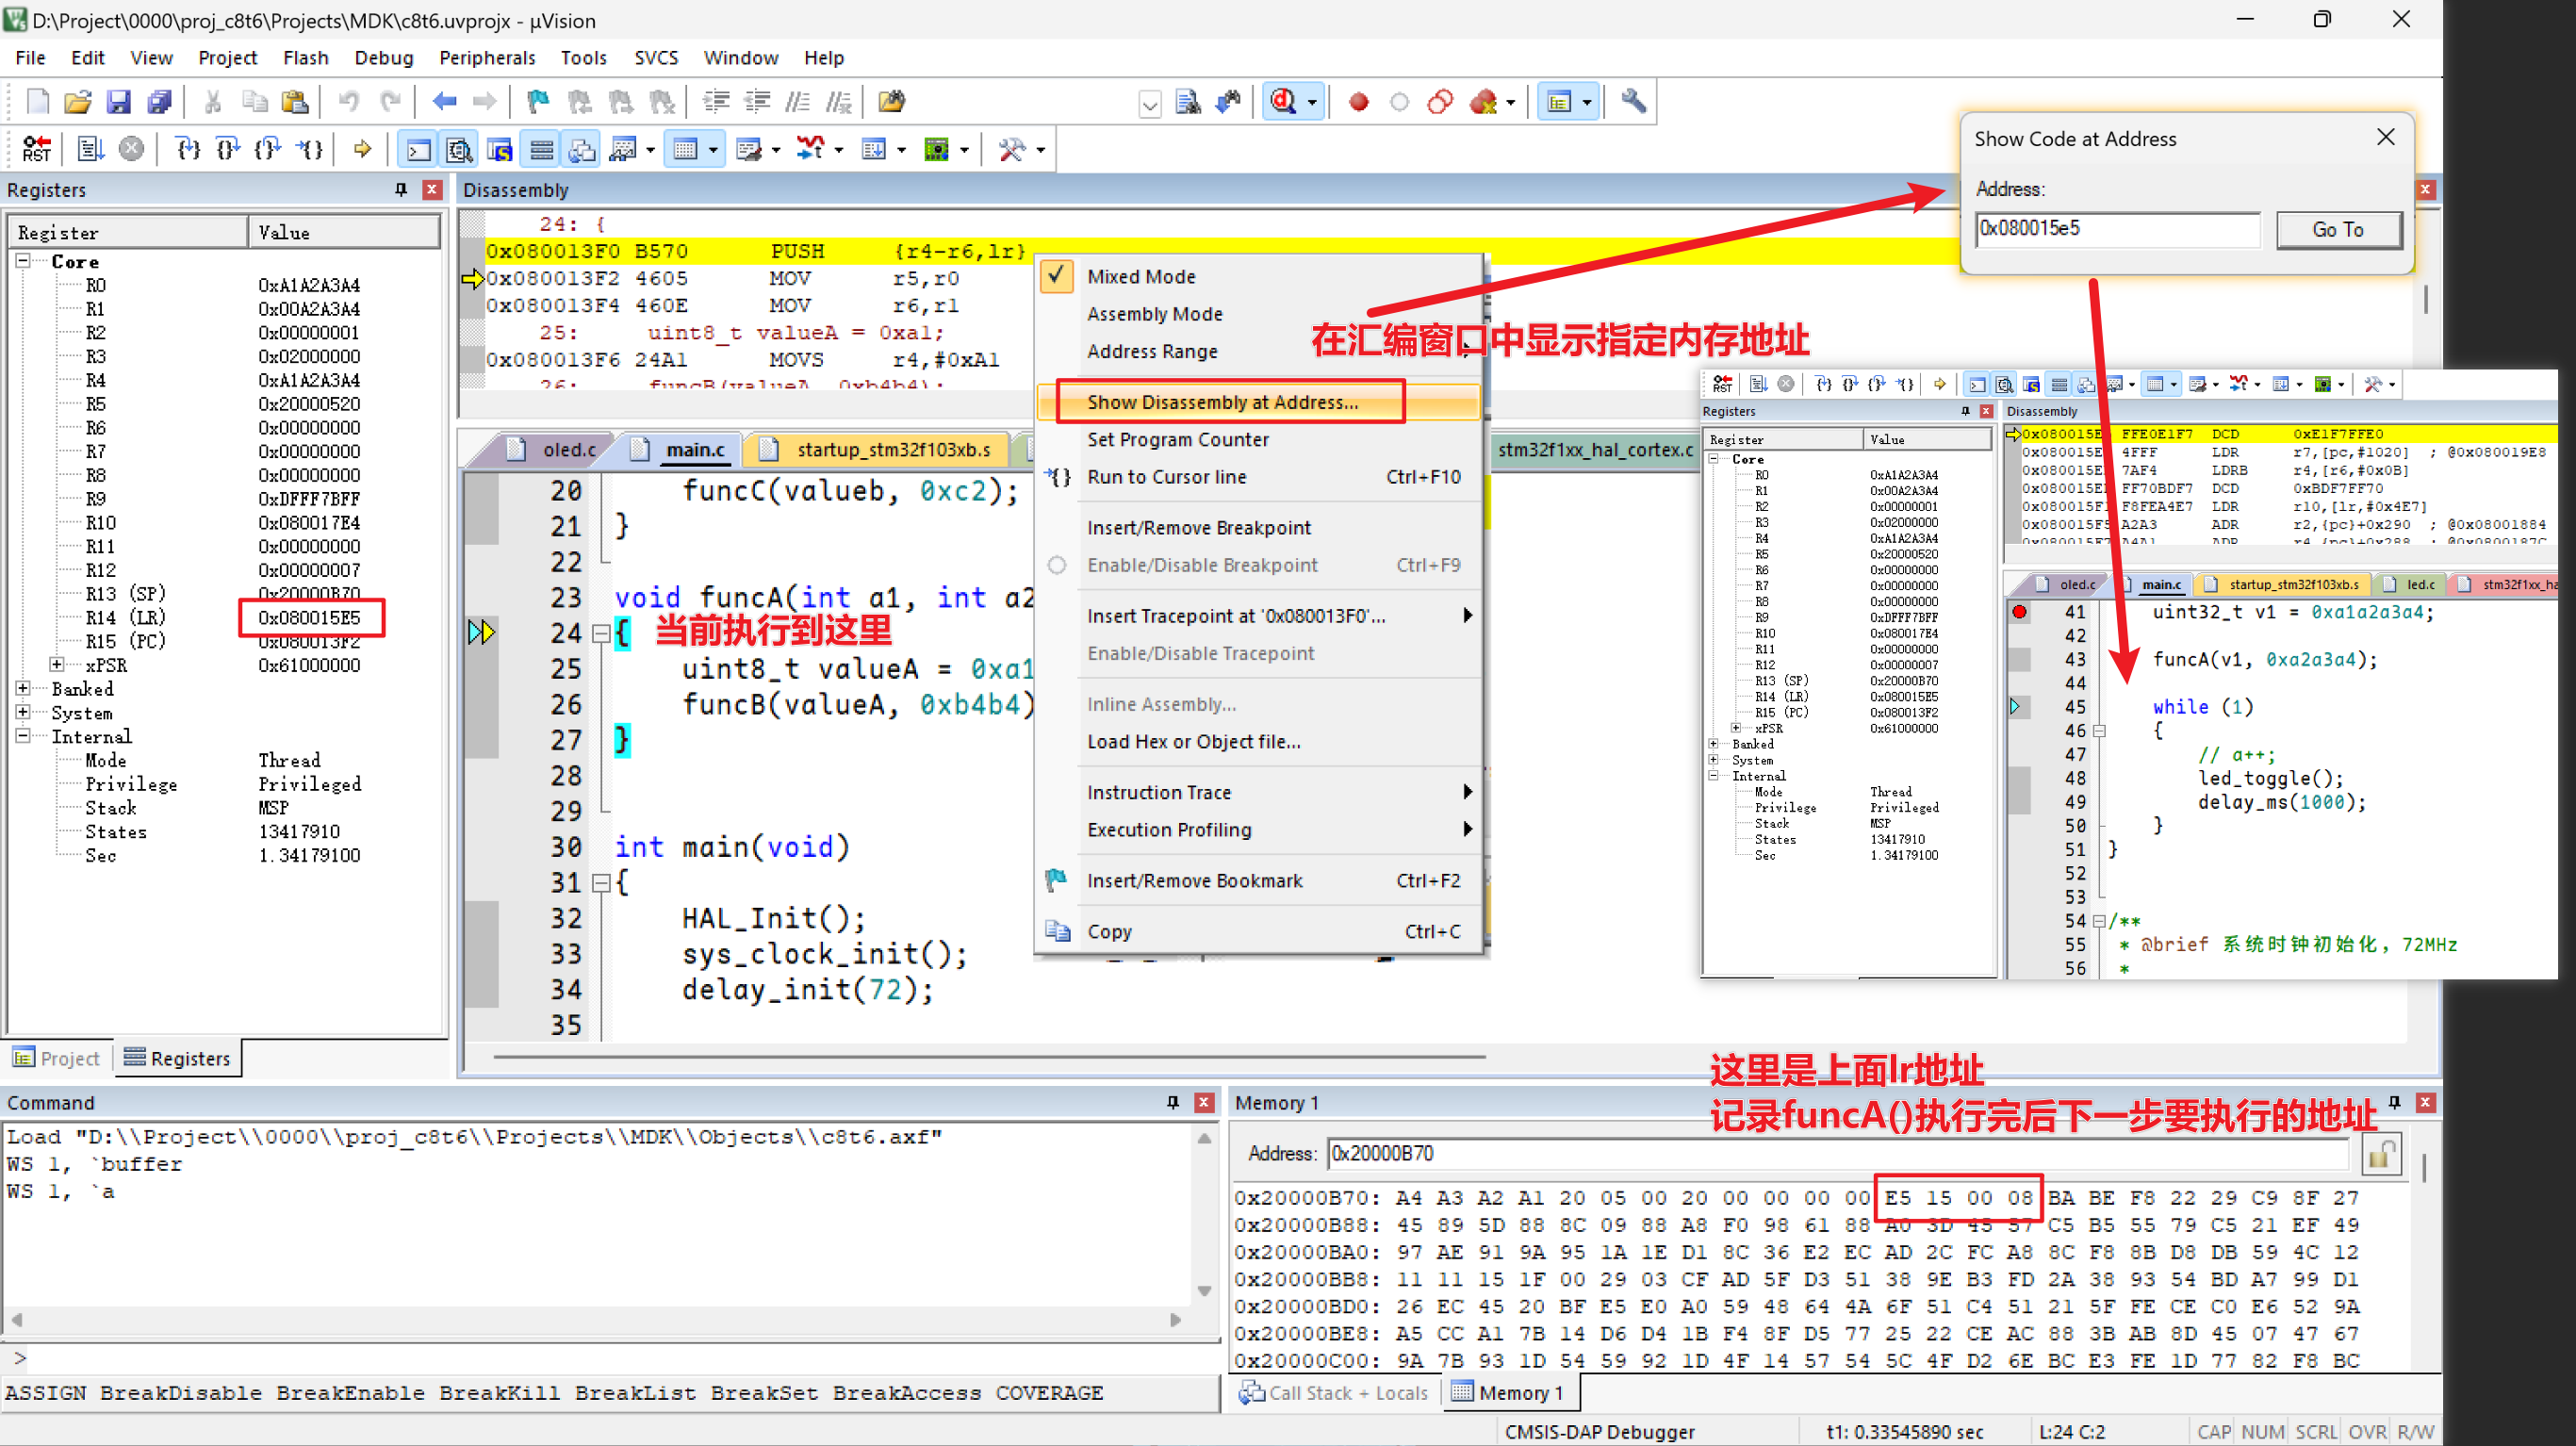 D:\Project\0000\proj_c8t6\Projects\MDK\c8t6.uvprojx - µVision
File Edit View Project Flash Debug Peripherals Tools SVCS Window Help
Registers
Register Value
Core
R0 0xA1A2A3A4
R1 0x00A2A3A4
R2 0x00000001
R3 0x02000000
R4 0xA1A2A3A4
R5 0x20000520
R6 0x00000000
R7 0x00000000
R8 0x00000000
R9 0xDFFF7BFF
R10 0x080017E4
R11 0x00000000
R12 0x00000007
R13 (SP) 0x20000B70
R14 (LR) 0x080015E5
R15 (PC) 0x080013F2
xPSR 0x61000000
Banked
System
Internal
Mode Thread
Privilege Privileged
Stack MSP
States 13417910
Sec 1.34179100
Project Registers
Disassembly
24: {
0x080013F0 B570 PUSH {r4-r6,lr}
0x080013F2 4605 MOV r5,r0
0x080013F4 460E MOV r6,r1
25: uint8_t valueA = 0xa1;
0x080013F6 24A1 MOVS r4,#0xA1
26: funcB(valueA, 0xb4b4);
oled.c main.c startup_stm32f103xb.s stm32f1xx_hal_cortex.c
20 funcC(valueb, 0xc2);
21 }
22
23 void funcA(int a1, int a2
24 {
当前执行到这里
25 uint8_t valueA = 0xa1
26 funcB(valueA, 0xb4b4)
27 }
28
29
30 int main(void)
31 {
32 HAL_Init();
33 sys_clock_init();
34 delay_init(72);
35
Mixed Mode
Assembly Mode
Address Range
Show Disassembly at Address...
Set Program Counter
Run to Cursor line Ctrl+F10
Insert/Remove Breakpoint
Enable/Disable Breakpoint Ctrl+F9
Insert Tracepoint at '0x080013F0'...
Enable/Disable Tracepoint
Inline Assembly...
Load Hex or Object file...
Instruction Trace
Execution Profiling
Insert/Remove Bookmark Ctrl+F2
Copy Ctrl+C
在汇编窗口中显示指定内存地址
Show Code at Address
Address:
0x080015e5 Go To
Registers
Register Value
Core
R0 0xA1A2A3A4
R1 0x00A2A3A4
R2 0x00000001
R3 0x02000000
R4 0xA1A2A3A4
R5 0x20000520
R6 0x00000000
R7 0x00000000
R8 0x00000000
R9 0xDFFF7BFF
R10 0x080017E4
R11 0x00000000
R12 0x00000007
R13 (SP) 0x20000B70
R14 (LR) 0x080015E5
R15 (PC) 0x080013F2
xPSR 0x61000000
Banked
System
Internal
Mode Thread
Privilege Privileged
Stack MSP
States 13417910
Sec 1.34179100
Disassembly
FFE0E1F7 DCD 0xE1F7FFE0
4FFF LDR r7,[pc,#1020] ; @0x080019E8
7AF4 LDRB r4,[r6,#0x0B]
FF70BDF7 DCD 0xBDF7FF70
F8FEA4E7 LDR r10,[lr,#0x4E7]
A2A3 ADR r2,{pc}+0x290 ; @0x08001884
A4A1 ADR r4,{pc}+0x288 ; @0x0800187C
oled.c main.c startup_stm32f103xb.s led.c stm32f1xx_ha
41 uint32_t v1 = 0xa1a2a3a4;
42
43 funcA(v1, 0xa2a3a4);
44
45 while (1)
46 {
47 // a++;
48 led_toggle();
49 delay_ms(1000);
50 }
51 }
52
53
54 /**
55 * @brief 系统时钟初始化，72MHz
56 *
这里是上面lr地址
记录funcA()执行完后下一步要执行的地址
Command
Load "D:\\Project\\0000\\proj_c8t6\\Projects\\MDK\\Objects\\c8t6.axf"
WS 1, `buffer
WS 1, `a
>
ASSIGN BreakDisable BreakEnable BreakKill BreakList BreakSet BreakAccess COVERAGE
Memory 1
Address: 0x20000B70
0x20000B70: A4 A3 A2 A1 20 05 00 20 00 00 00 00 E5 15 00 08 BA BE F8 22 29 C9 8F 27
0x20000B88: 45 89 5D 88 8C 09 88 A8 F0 98 61 88 A0 3D 45 57 C5 B5 55 79 C5 21 EF 49
0x20000BA0: 97 AE 91 9A 95 1A 1E D1 8C 36 E2 EC AD 2C FC A8 8C F8 8B D8 DB 59 4C 12
0x20000BB8: 11 11 15 1F 00 29 03 CF AD 5F D3 51 38 9E B3 FD 2A 38 93 54 BD A7 99 D1
0x20000BD0: 26 EC 45 20 BF E5 E0 A0 59 48 64 4A 6F 51 C4 51 21 5F FE CE C0 E6 52 9A
0x20000BE8: A5 CC A1 7B 14 D6 D4 1B F4 8F D5 77 25 22 CE AC 88 3B AB 8D 45 07 47 67
0x20000C00: 9A 7B 93 1D 54 59 92 1D 4F 14 57 54 5C 4F D2 6E BC E3 FE 1D 77 82 F8 BC
Call Stack + Locals Memory 1
CMSIS-DAP Debugger t1: 0.33545890 sec L:24 C:2 CAP NUM SCRL OVR R/W